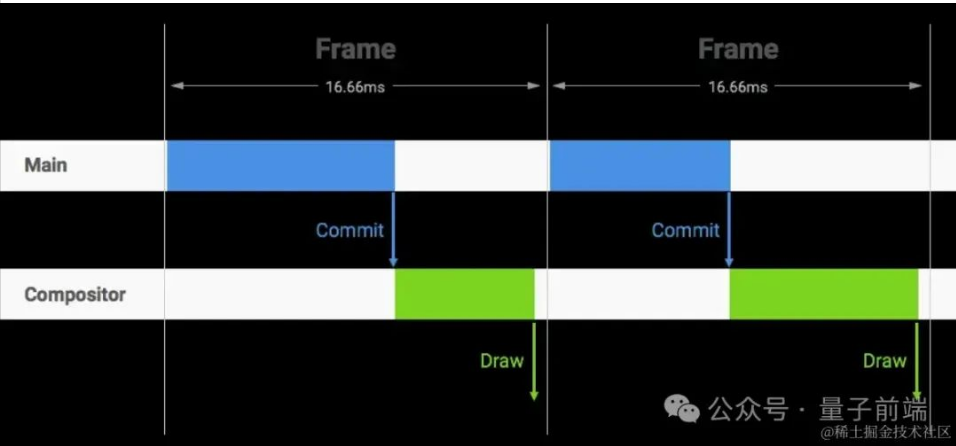 Frame Frame
16.66ms 16.66ms
Main
Commit Commit
Compositor
Draw Draw
公众号 · 量子前端
@稀土掘金技术社区